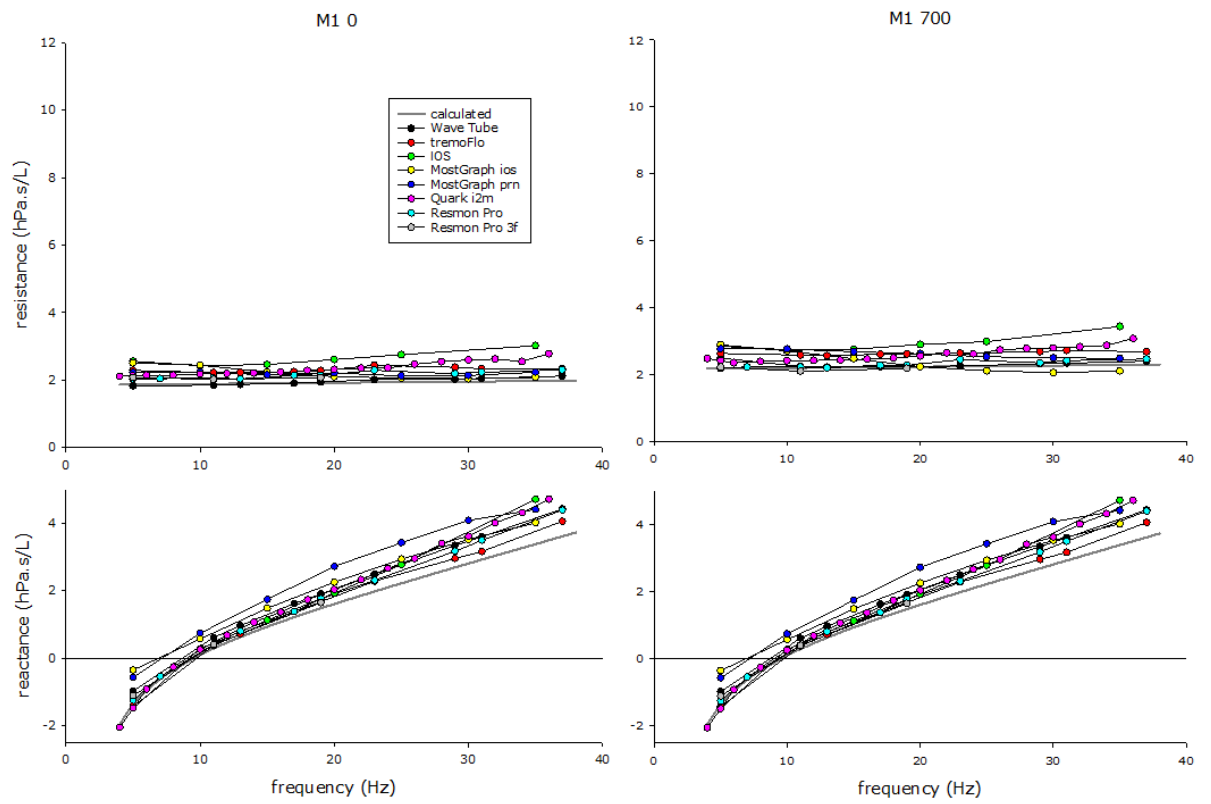 M1 0
M1 700
12
10
8
6
4
2
0
resistance (hPa.s/L)
calculated
Wave Tube
tremoFlo
IOS
MostGraph ios
MostGraph prn
Quark i2m
Resmon Pro
Resmon Pro 3f
0
10
20
30
40
12
10
8
6
4
2
0
0
10
20
30
40
4
2
0
-2
reactance (hPa.s/L)
0
10
20
30
40
frequency (Hz)
4
2
0
-2
0
10
20
30
40
frequency (Hz)